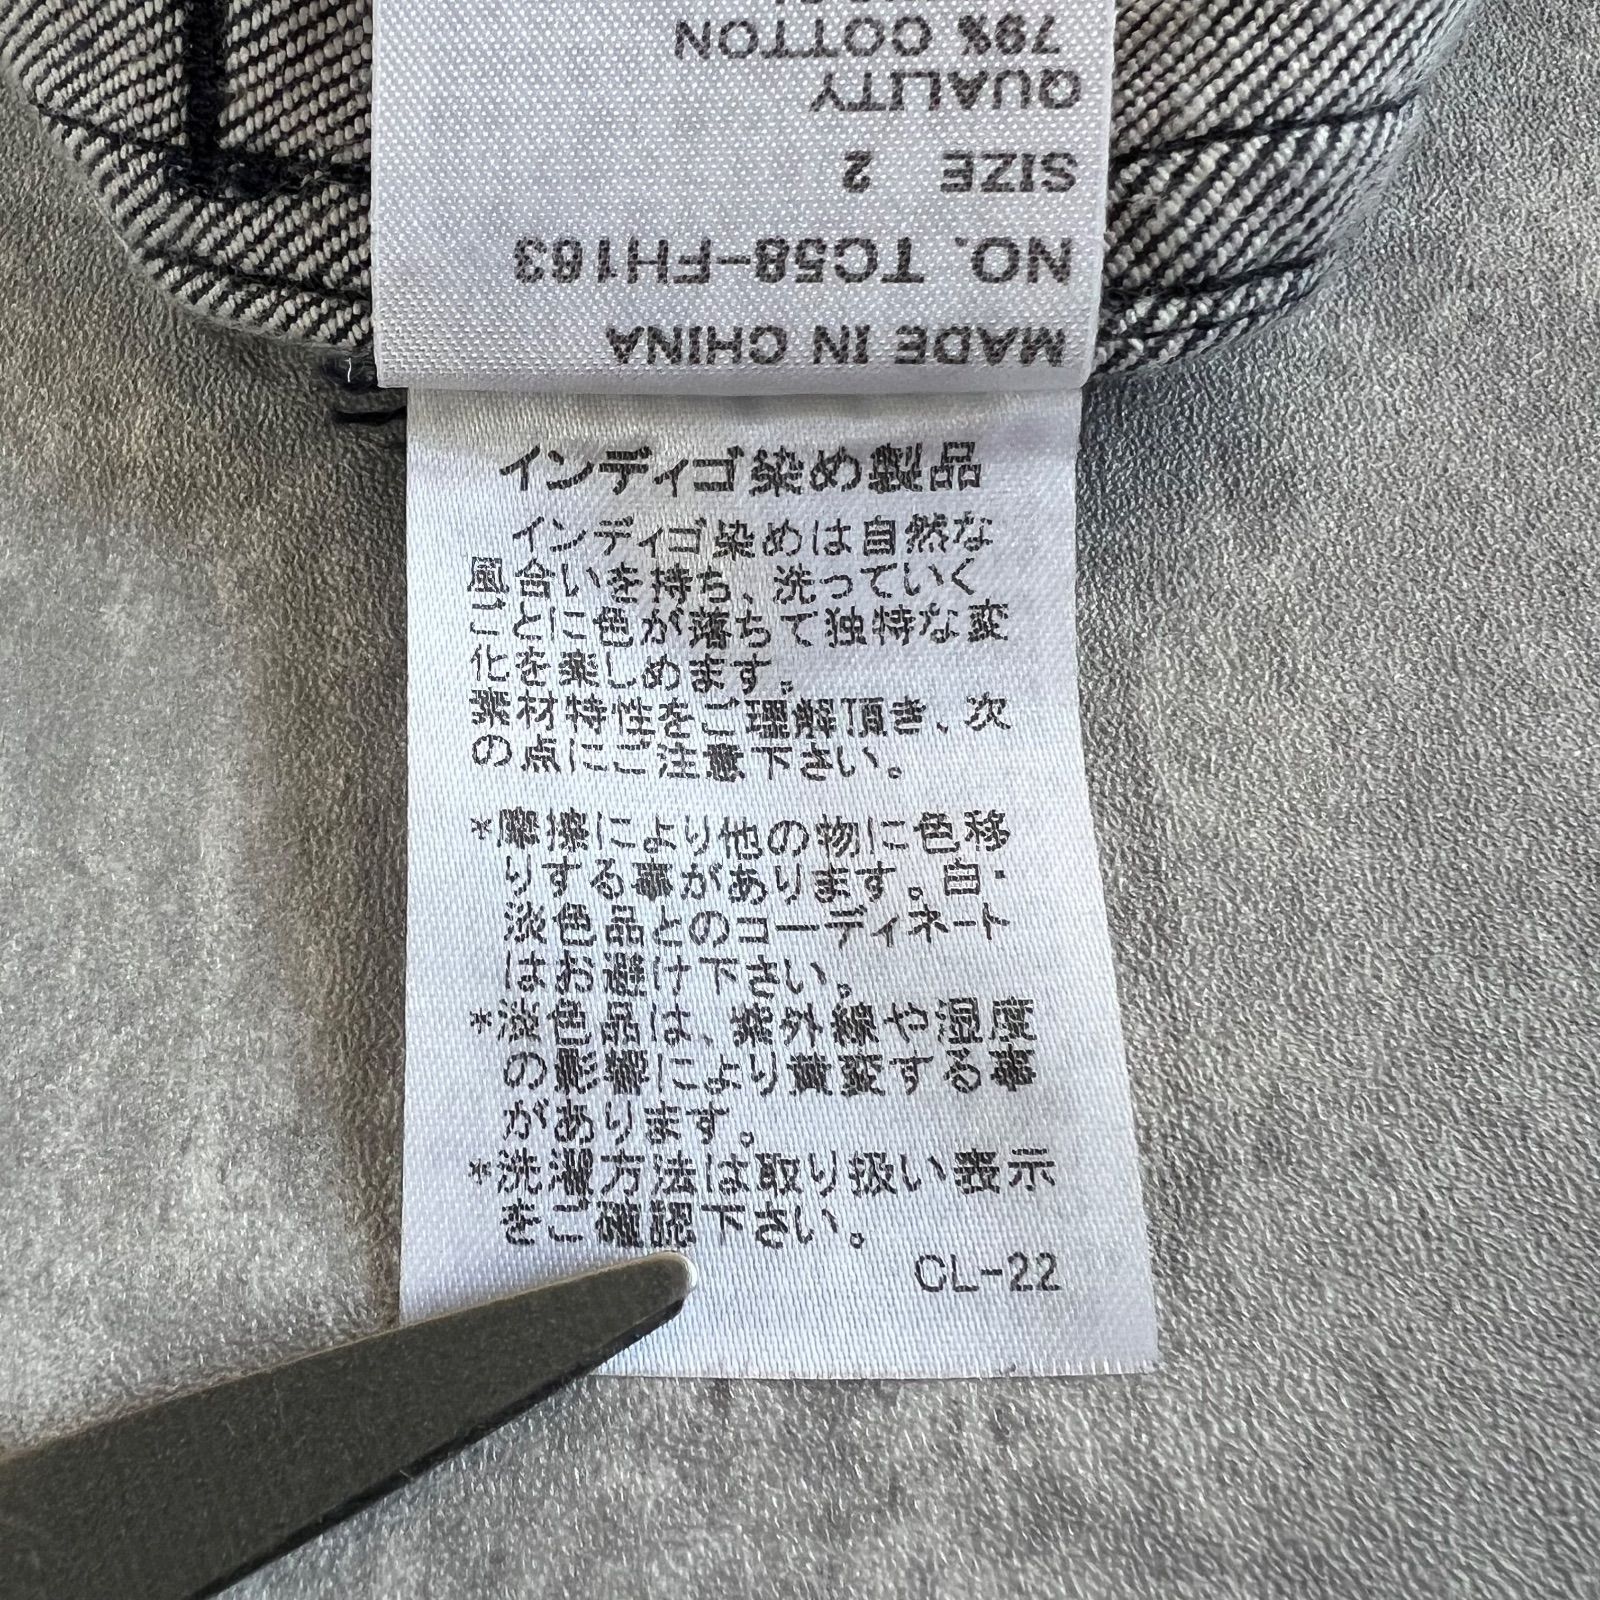 79% COTTON
QUALITY
SIZE 2
NO. TC58-FH163
MADE IN CHINA
インディゴ染め製品
インディゴ染めは自然な
風合いを持ち、洗っていく
ごとに色が落ちて独特な変
化を楽しめます。
素材特性をご理解頂き、次
の点にご注意下さい。
*摩擦により他の物に色移
りする事があります。白・
淡色品とのコーディネート
はお避け下さい。
*淡色品は、紫外線や湿度
の影響により黄変する事
があります。
*洗濯方法は取り扱い表示
をご確認下さい。
CL-22